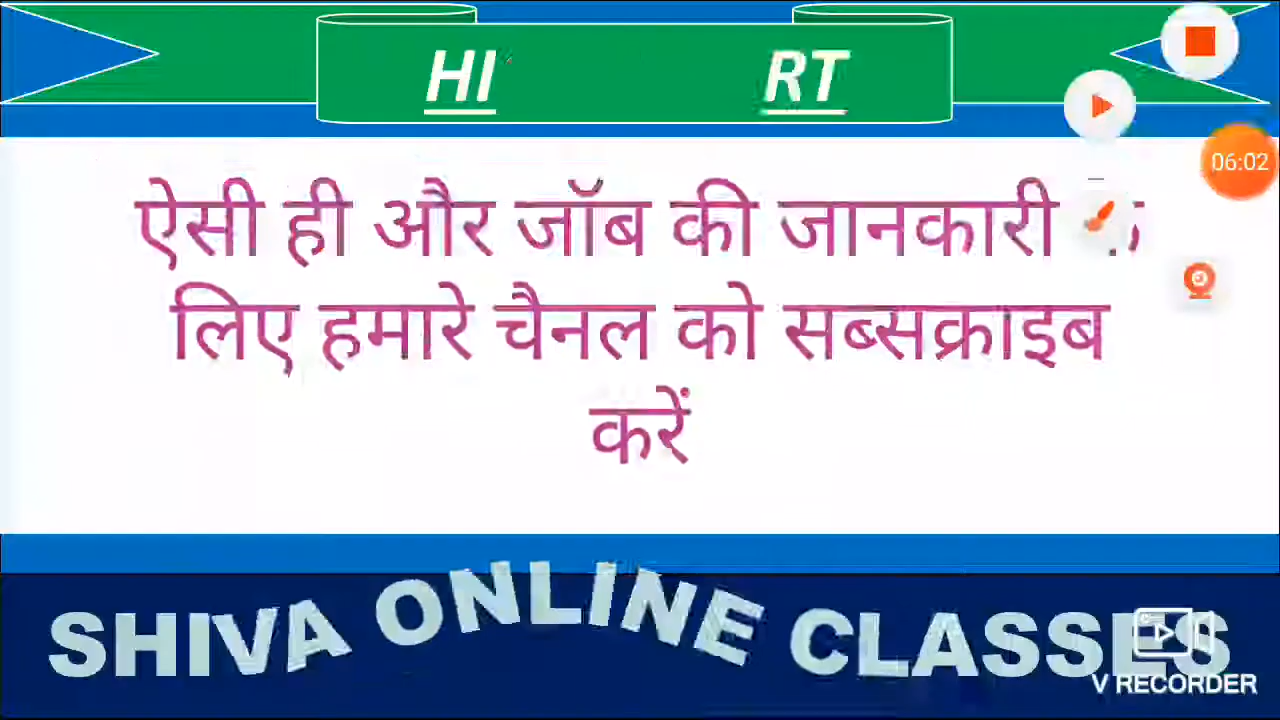 HI RT
06:02
ऐसी ही और जॉब की जानकारी
लिए हमारे चैनल को सब्सक्राइब
करें
SHIVA ONLINE CLASSES
V RECORDER